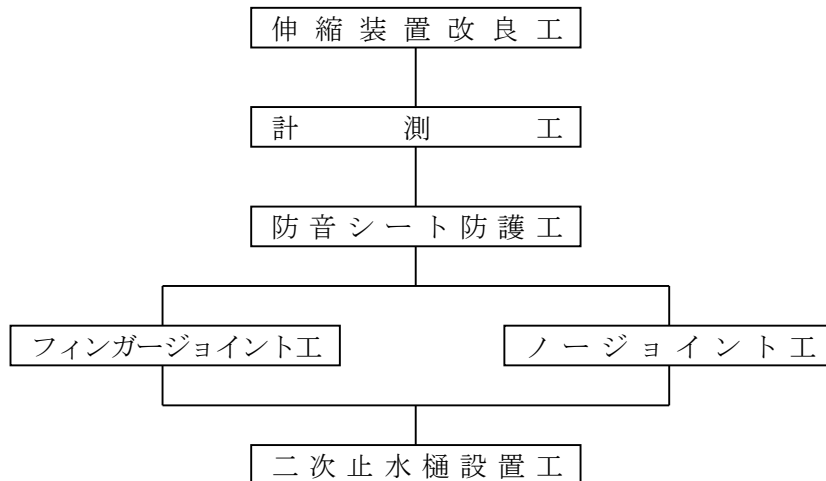 伸縮装置改良工
計測工
防音シート防護工
フィンガージョイント工
ノージョイント工
二次止水樋設置工